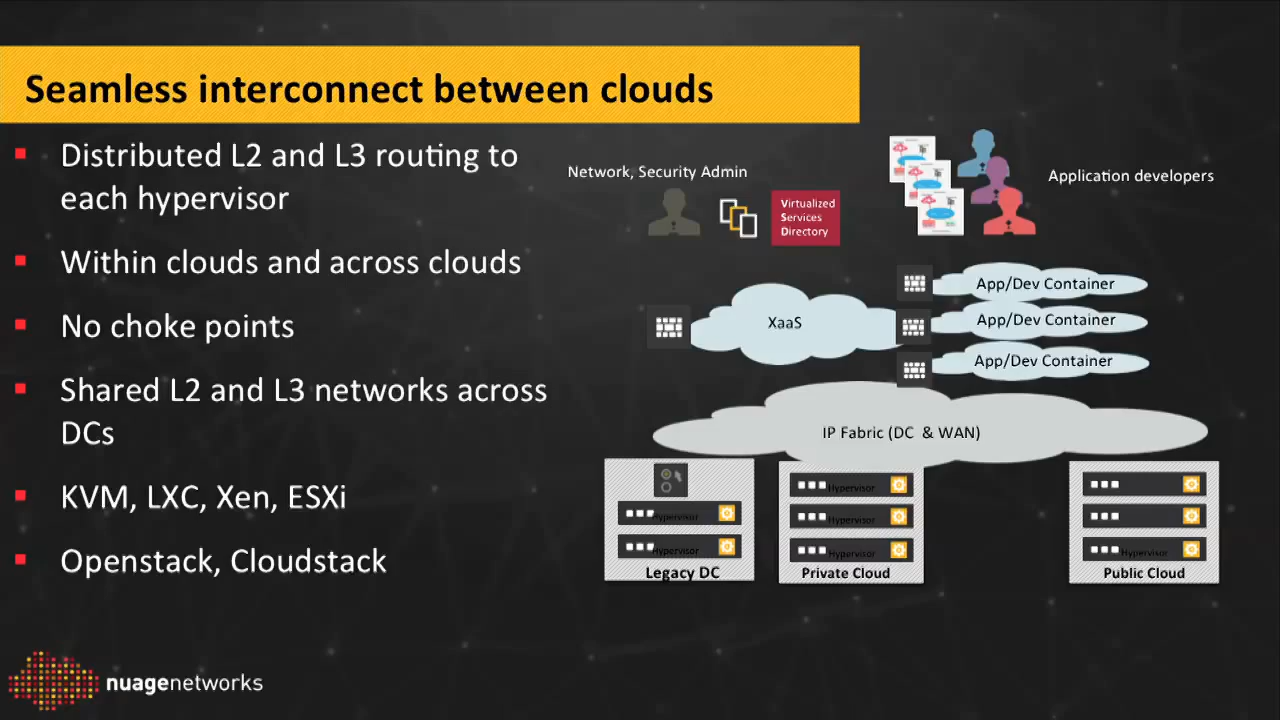 Seamless interconnect between clouds
Distributed L2 and L3 routing to
each hypervisor
Within clouds and across clouds
No choke points
Shared L2 and L3 networks across
DCs
KVM, LXC, Xen, ESXi
Openstack, Cloudstack
Network, Security Admin
Virtualized
Services
Directory
Application developers
XaaS
App/Dev Container
App/Dev Container
App/Dev Container
IP Fabric (DC & WAN)
Hypervisor
Hypervisor
Legacy DC
Hypervisor
Hypervisor
Hypervisor
Private Cloud
Hypervisor
Public Cloud
nuagenetworks